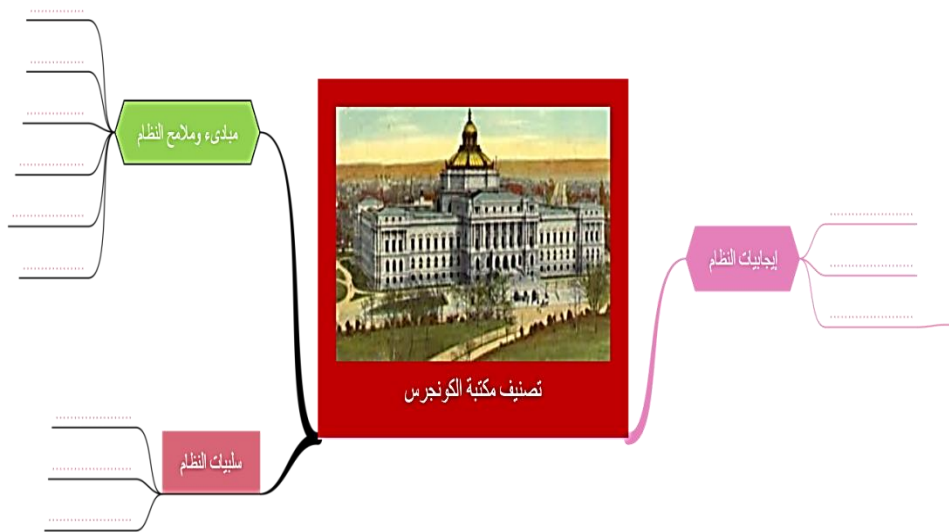 مبادىء وملامح النظام
إيجابيات النظام
تصنيف مكتبة الكونجرس
سلبيات النظام